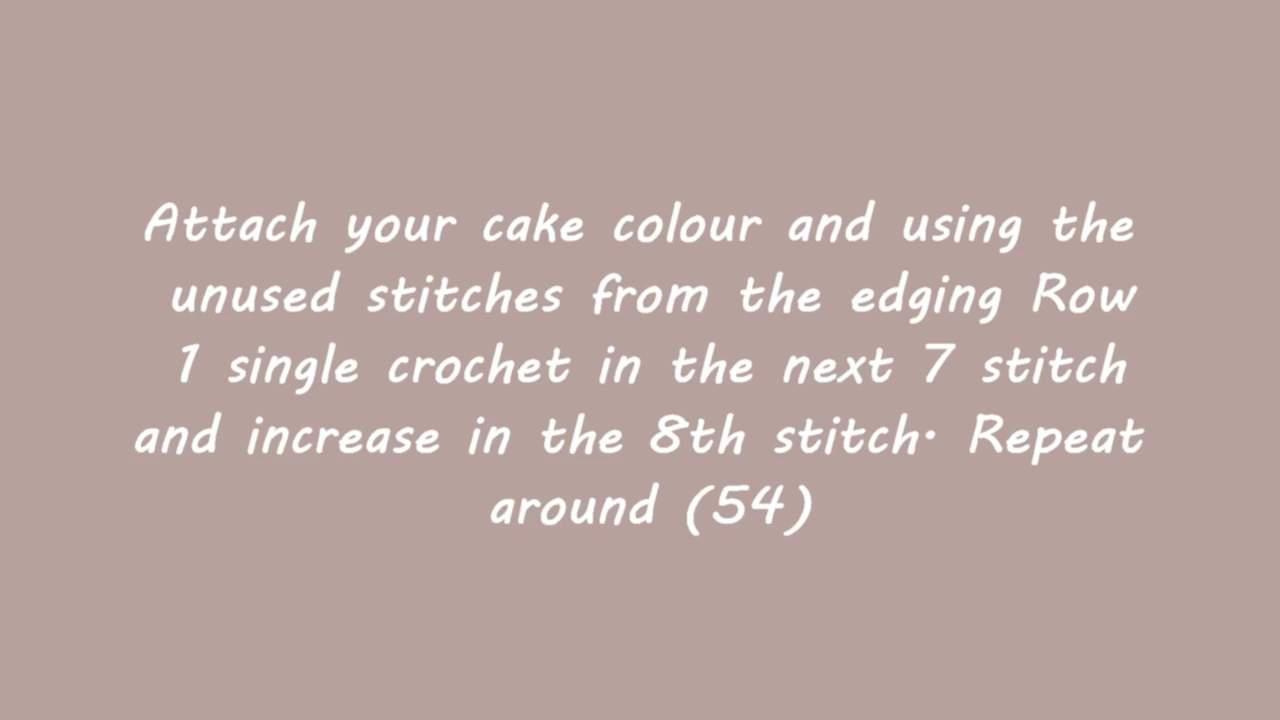 Attach your cake colour and using the
unused stitches from the edging Row
1 single crochet in the next 7 stitch
and increase in the 8th stitch. Repeat
around (54)